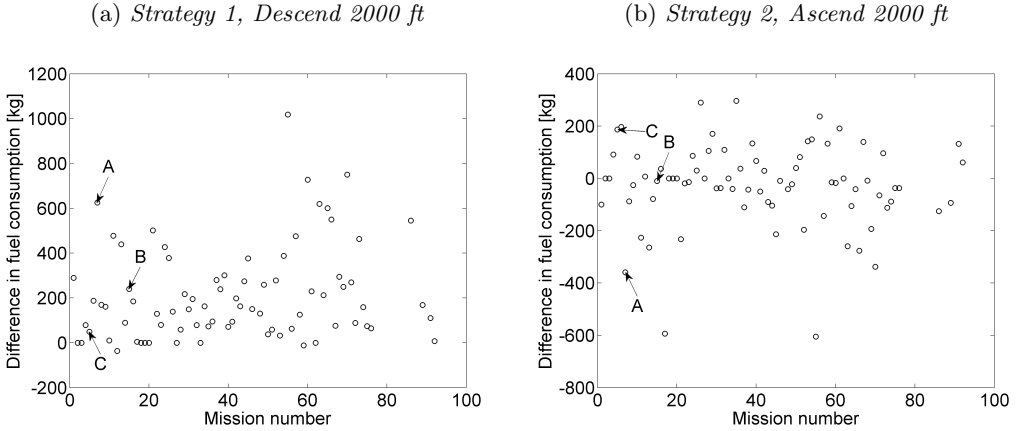 (a) Strategy 1, Descend 2000 ft
(b) Strategy 2, Ascend 2000 ft
Difference in fuel consumption [kg]
1200
1000
800
600
400
200
0
-200
A
B
C
0
20
40
60
80
100
Mission number
Difference in fuel consumption [kg]
400
200
0
-200
-400
-600
-800
C
B
A
0
20
40
60
80
100
Mission number